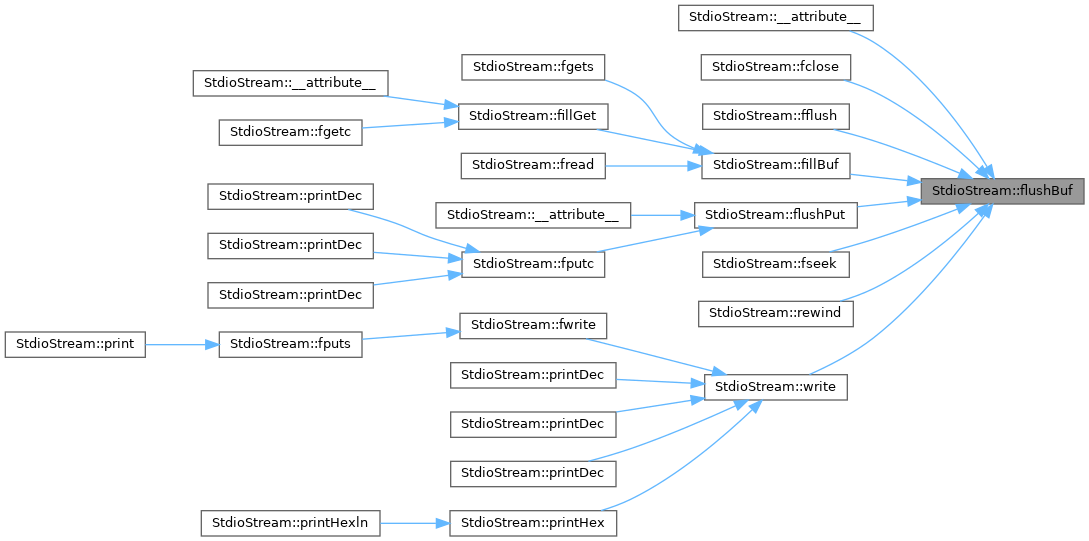 StdioStream::__attribute__
StdioStream::fclose
StdioStream::fgets
StdioStream::__attribute__
StdioStream::fflush
StdioStream::fillGet
StdioStream::fgetc
StdioStream::fread
StdioStream::fillBuf
StdioStream::flushBuf
StdioStream::printDec
StdioStream::__attribute__
StdioStream::flushPut
StdioStream::printDec
StdioStream::fputc
StdioStream::fseek
StdioStream::printDec
StdioStream::rewind
StdioStream::fwrite
StdioStream::print
StdioStream::fputs
StdioStream::printDec
StdioStream::write
StdioStream::printDec
StdioStream::printDec
StdioStream::printHexln
StdioStream::printHex